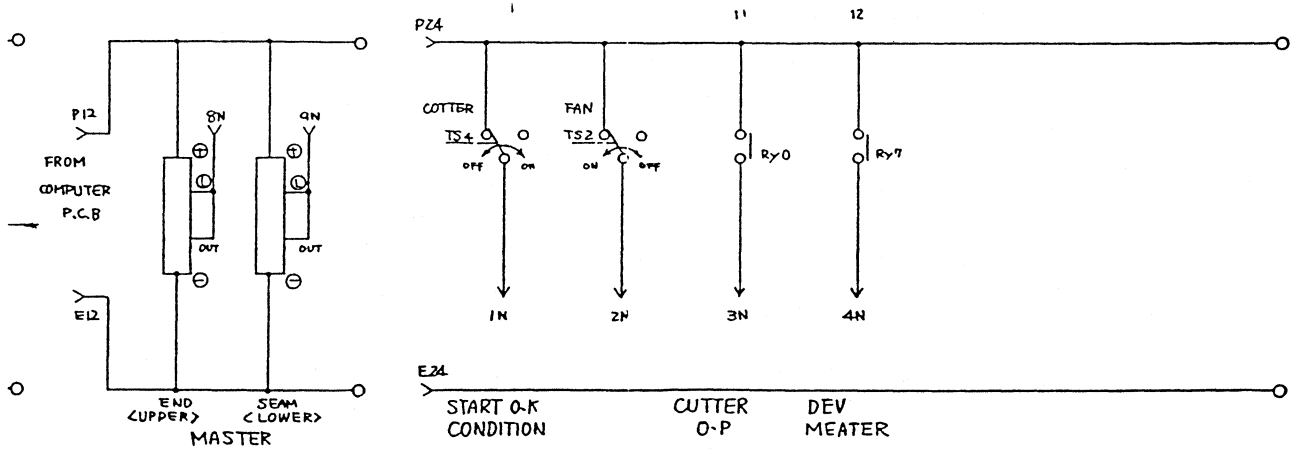 1
11
12
P24
P12
8N
9N
COTTER
FAN
TS4
TS2
OFF
ON
ON
OFF
Ry0
Ry7
FROM
COMPUTER
P.C.B
+
L
OUT
-
+
L
OUT
-
E12
1N
2N
3N
4N
E24
END
<UPPER>
SEAM
<LOWER>
MASTER
START O-K
CONDITION
CUTTER
O-P
DEV
MEATER